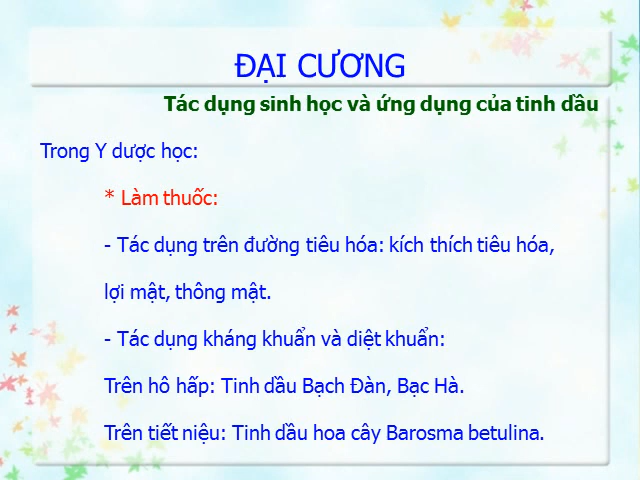 ĐẠI CƯƠNG
Tác dụng sinh học và ứng dụng của tinh dầu
Trong Y dược học:
* Làm thuốc:
- Tác dụng trên đường tiêu hóa: kích thích tiêu hóa,
lợi mật, thông mật.
- Tác dụng kháng khuẩn và diệt khuẩn:
Trên hô hấp: Tinh dầu Bạch Đàn, Bạc Hà.
Trên tiết niệu: Tinh dầu hoa cây Barosma betulina.